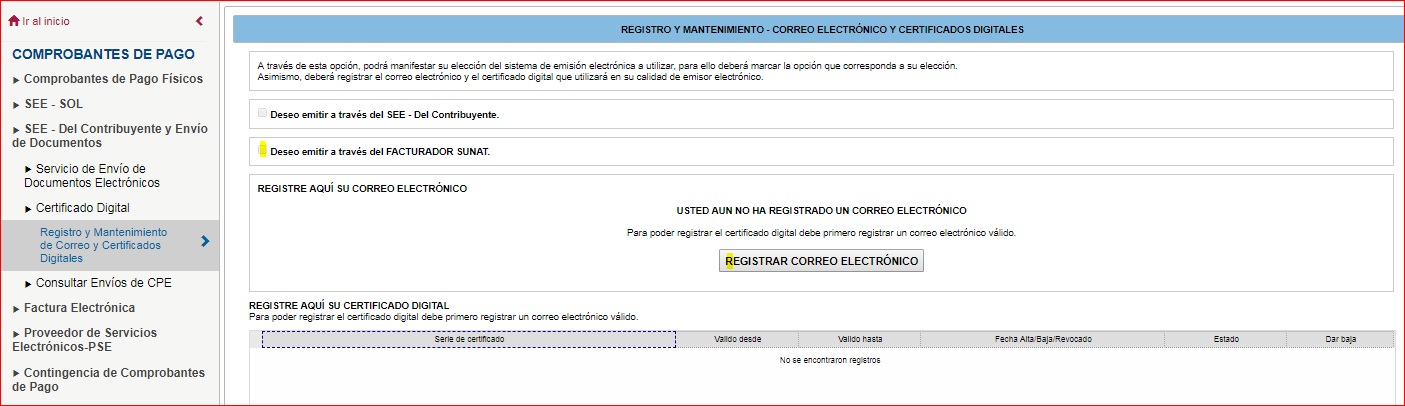 Ir al inicio
COMPROBANTES DE PAGO
Comprobantes de Pago Físicos
SEE - SOL
SEE - Del Contribuyente y Envío
de Documentos
Servicio de Envío de
Documentos Electrónicos
Certificado Digital
Registro y Mantenimiento
de Correo y Certificados
Digitales
Consultar Envíos de CPE
Factura Electrónica
Proveedor de Servicios
Electrónicos-PSE
Contingencia de Comprobantes
de Pago
REGISTRO Y MANTENIMIENTO - CORREO ELECTRÓNICO Y CERTIFICADOS DIGITALES
A través de esta opción, podrá manifestar su elección del sistema de emisión electrónica a utilizar, para ello deberá marcar la opción que corresponda a su elección.
Asimismo, deberá registrar el correo electrónico y el certificado digital que utilizará en su calidad de emisor electrónico.
Deseo emitir a través del SEE - Del Contribuyente.
Deseo emitir a través del FACTURADOR SUNAT.
REGISTRE AQUÍ SU CORREO ELECTRÓNICO
USTED AUN NO HA REGISTRADO UN CORREO ELECTRÓNICO
Para poder registrar el certificado digital debe primero registrar un correo electrónico válido.
REGISTRAR CORREO ELECTRÓNICO
REGISTRE AQUÍ SU CERTIFICADO DIGITAL
Para poder registrar el certificado digital debe primero registrar un correo electrónico válido.
Serie de certificado Valido desde Valido hasta Fecha Alta/Baja/Revocado Estado Dar baja
No se encontraron registros